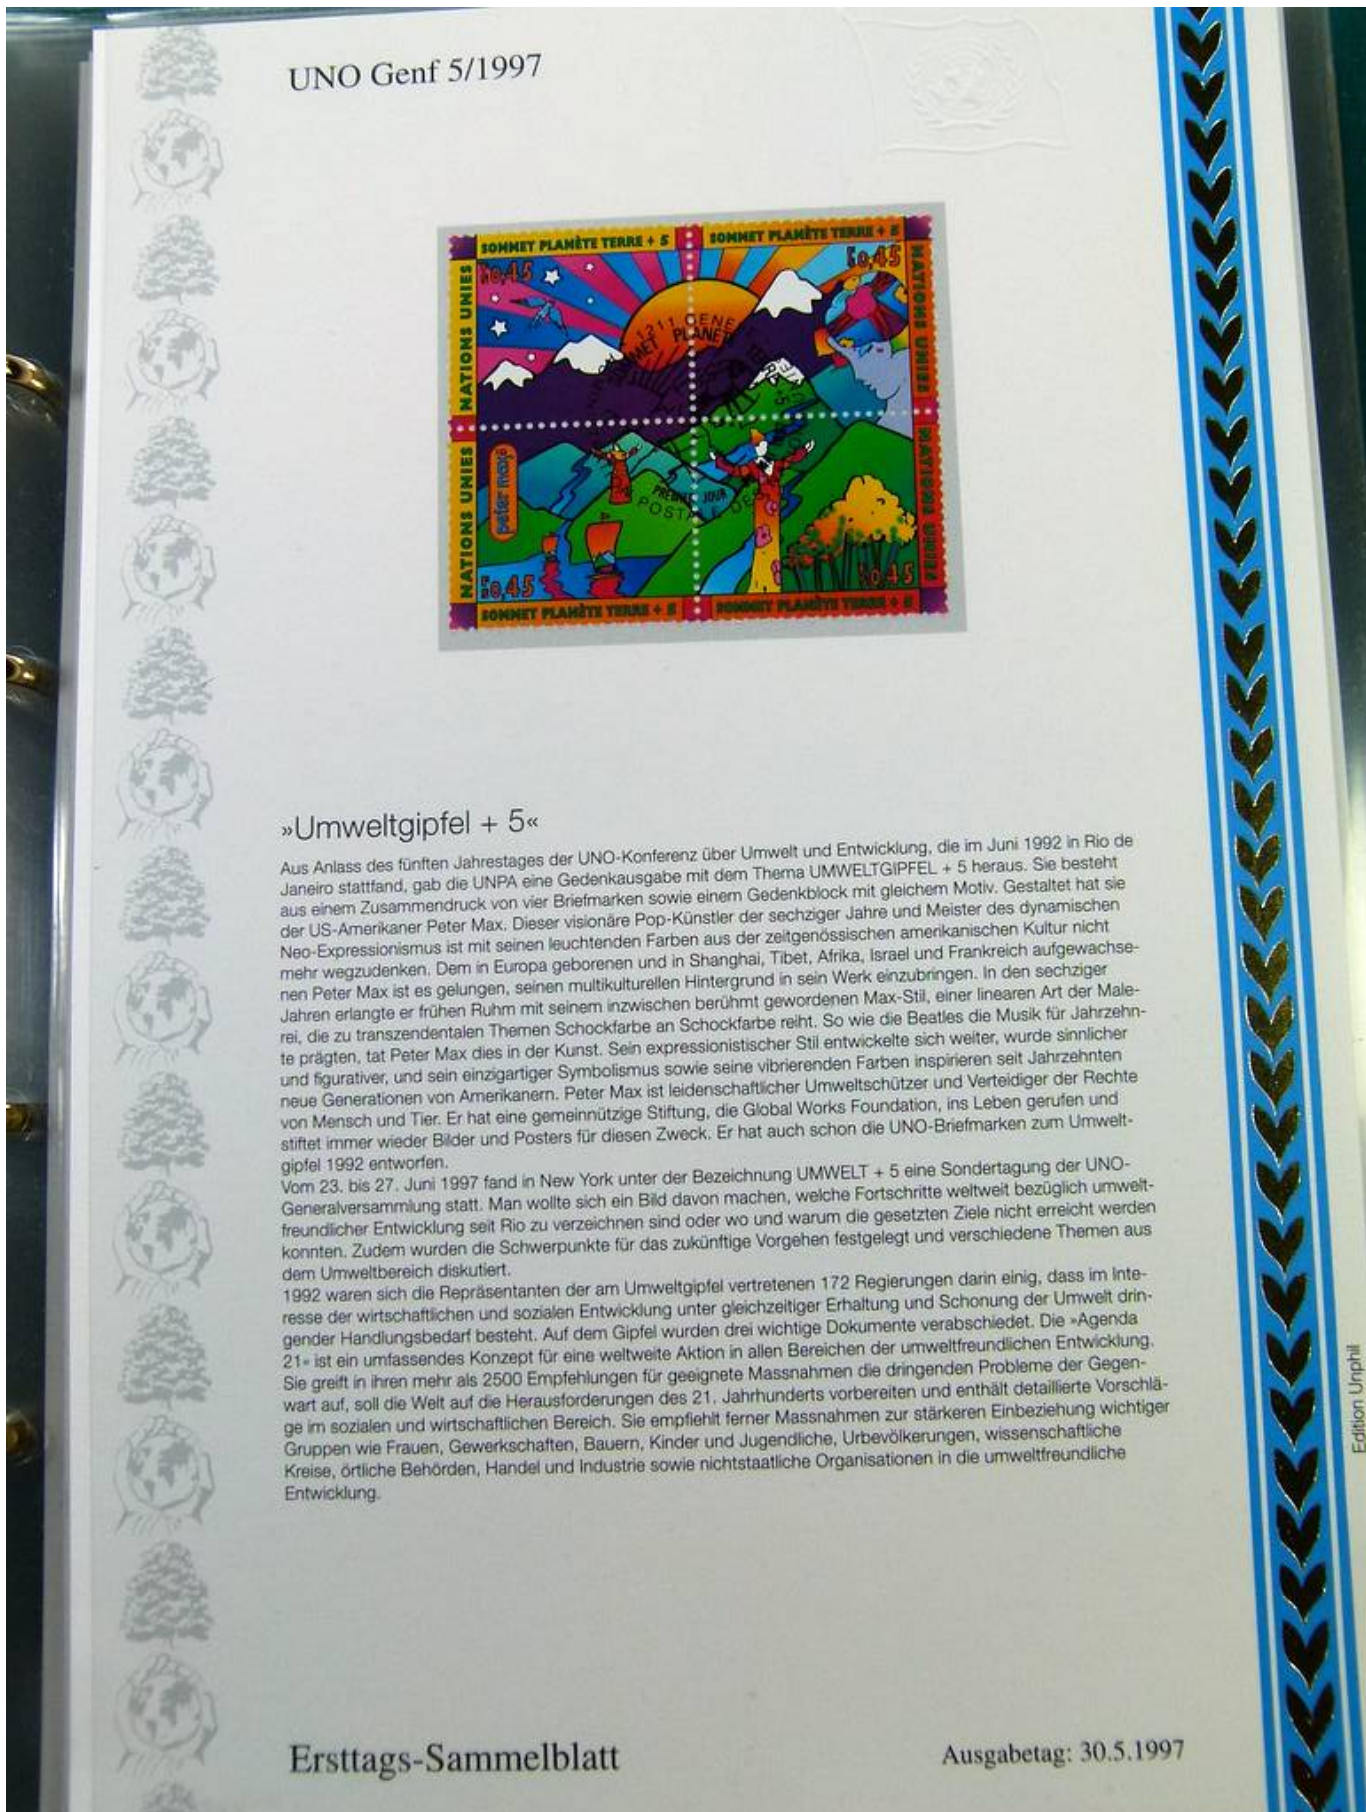 UNO Genf 5/1997
SOMMET PLANÈTE TERRE + 5
SOMMET PLANÈTE TERRE + 5
NATIONS UNIES
NATIONS UNIES
0,45
0,45
1211 GENE
PLANÈT
NATIONS UNIES
NATIONS UNIES
peter max
PREMIER JOUR
POSTALE DES
0,45
0,45
SOMMET PLANÈTE TERRE + 5
SOMMET PLANÈTE TERRE + 5
»Umweltgipfel + 5«
Aus Anlass des fünften Jahrestages der UNO-Konferenz über Umwelt und Entwicklung, die im Juni 1992 in Rio de
Janeiro stattfand, gab die UNPA eine Gedenkausgabe mit dem Thema UMWELTGIPFEL + 5 heraus. Sie besteht
aus einem Zusammendruck von vier Briefmarken sowie einem Gedenkblock mit gleichem Motiv. Gestaltet hat sie
der US-Amerikaner Peter Max. Dieser visionäre Pop-Künstler der sechziger Jahre und Meister des dynamischen
Neo-Expressionismus ist mit seinen leuchtenden Farben aus der zeitgenössischen amerikanischen Kultur nicht
mehr wegzudenken. Dem in Europa geborenen und in Shanghai, Tibet, Afrika, Israel und Frankreich aufgewachse-
nen Peter Max ist es gelungen, seinen multikulturellen Hintergrund in sein Werk einzubringen. In den sechziger
Jahren erlangte er frühen Ruhm mit seinem inzwischen berühmt gewordenen Max-Stil, einer linearen Art der Male-
rei, die zu transzendentalen Themen Schockfarbe an Schockfarbe reiht. So wie die Beatles die Musik für Jahrzehn-
te prägten, tat Peter Max dies in der Kunst. Sein expressionistischer Stil entwickelte sich weiter, wurde sinnlicher
und figurativer, und sein einzigartiger Symbolismus sowie seine vibrierenden Farben inspirieren seit Jahrzehnten
neue Generationen von Amerikanern. Peter Max ist leidenschaftlicher Umweltschützer und Verteidiger der Rechte
von Mensch und Tier. Er hat eine gemeinnützige Stiftung, die Global Works Foundation, ins Leben gerufen und
stiftet immer wieder Bilder und Posters für diesen Zweck. Er hat auch schon die UNO-Briefmarken zum Umwelt-
gipfel 1992 entworfen.
Vom 23. bis 27. Juni 1997 fand in New York unter der Bezeichnung UMWELT + 5 eine Sondertagung der UNO-
Generalversammlung statt. Man wollte sich ein Bild davon machen, welche Fortschritte weltweit bezüglich umwelt-
freundlicher Entwicklung seit Rio zu verzeichnen sind oder wo und warum die gesetzten Ziele nicht erreicht werden
konnten. Zudem wurden die Schwerpunkte für das zukünftige Vorgehen festgelegt und verschiedene Themen aus
dem Umweltbereich diskutiert.
1992 waren sich die Repräsentanten der am Umweltgipfel vertretenen 172 Regierungen darin einig, dass im Inte-
resse der wirtschaftlichen und sozialen Entwicklung unter gleichzeitiger Erhaltung und Schonung der Umwelt drin-
gender Handlungsbedarf besteht. Auf dem Gipfel wurden drei wichtige Dokumente verabschiedet. Die »Agenda
21« ist ein umfassendes Konzept für eine weltweite Aktion in allen Bereichen der umweltfreundlichen Entwicklung.
Sie greift in ihren mehr als 2500 Empfehlungen für geeignete Massnahmen die dringenden Probleme der Gegen-
wart auf, soll die Welt auf die Herausforderungen des 21. Jahrhunderts vorbereiten und enthält detaillierte Vorschlä-
ge im sozialen und wirtschaftlichen Bereich. Sie empfiehlt ferner Massnahmen zur stärkeren Einbeziehung wichtiger
Gruppen wie Frauen, Gewerkschaften, Bauern, Kinder und Jugendliche, Urbevölkerungen, wissenschaftliche
Kreise, örtliche Behörden, Handel und Industrie sowie nichtstaatliche Organisationen in die umweltfreundliche
Entwicklung.
Edition Unphil
Ersttags-Sammelblatt
Ausgabetag: 30.5.1997